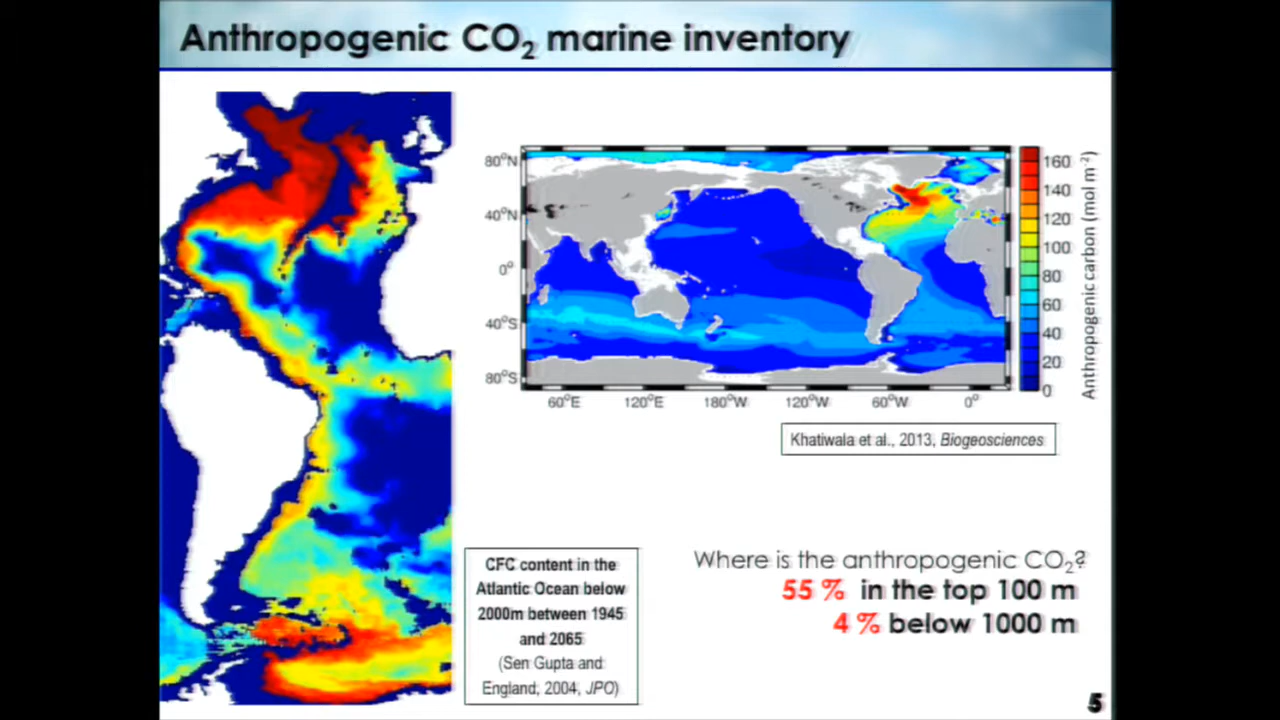 Anthropogenic CO₂ marine inventory
80°N
40°N
0°
40°S
80°S
60°E 120°E 180°W 120°W 60°W 0°
160
140
120
100
80
60
40
20
0
Anthropogenic carbon (mol m⁻²)
Khatiwala et al., 2013, Biogeosciences
CFC content in the
Atlantic Ocean below
2000m between 1945
and 2065
(Sen Gupta and
England, 2004, JPO)
Where is the anthropogenic CO₂?
55 % in the top 100 m
4 % below 1000 m
5